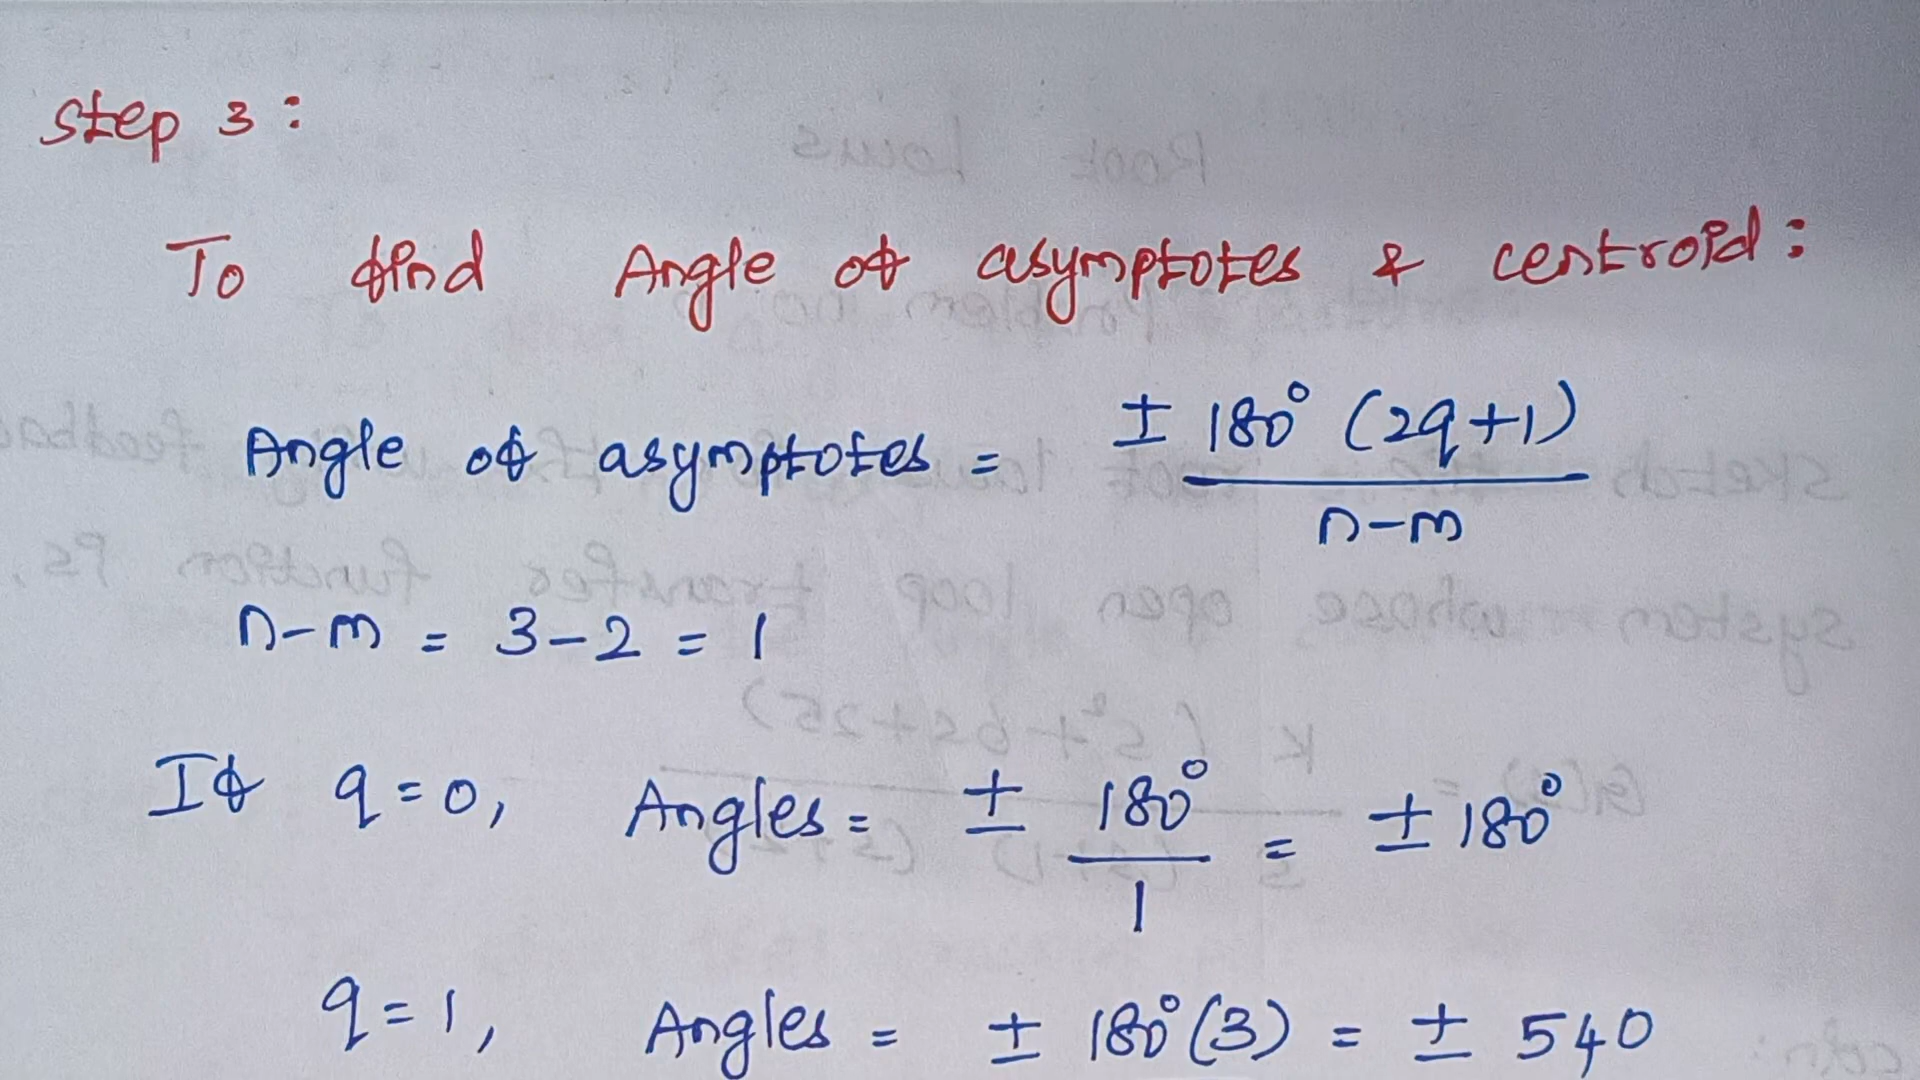 Step 3:
To find Angle of asymptotes & centroid:
Angle of asymptotes = ± 180° (2q+1) / n-m
n-m = 3-2 = 1
If q=0, Angles = ± 180° / 1 = ± 180°
q=1, Angles = ± 180°(3) = ± 540